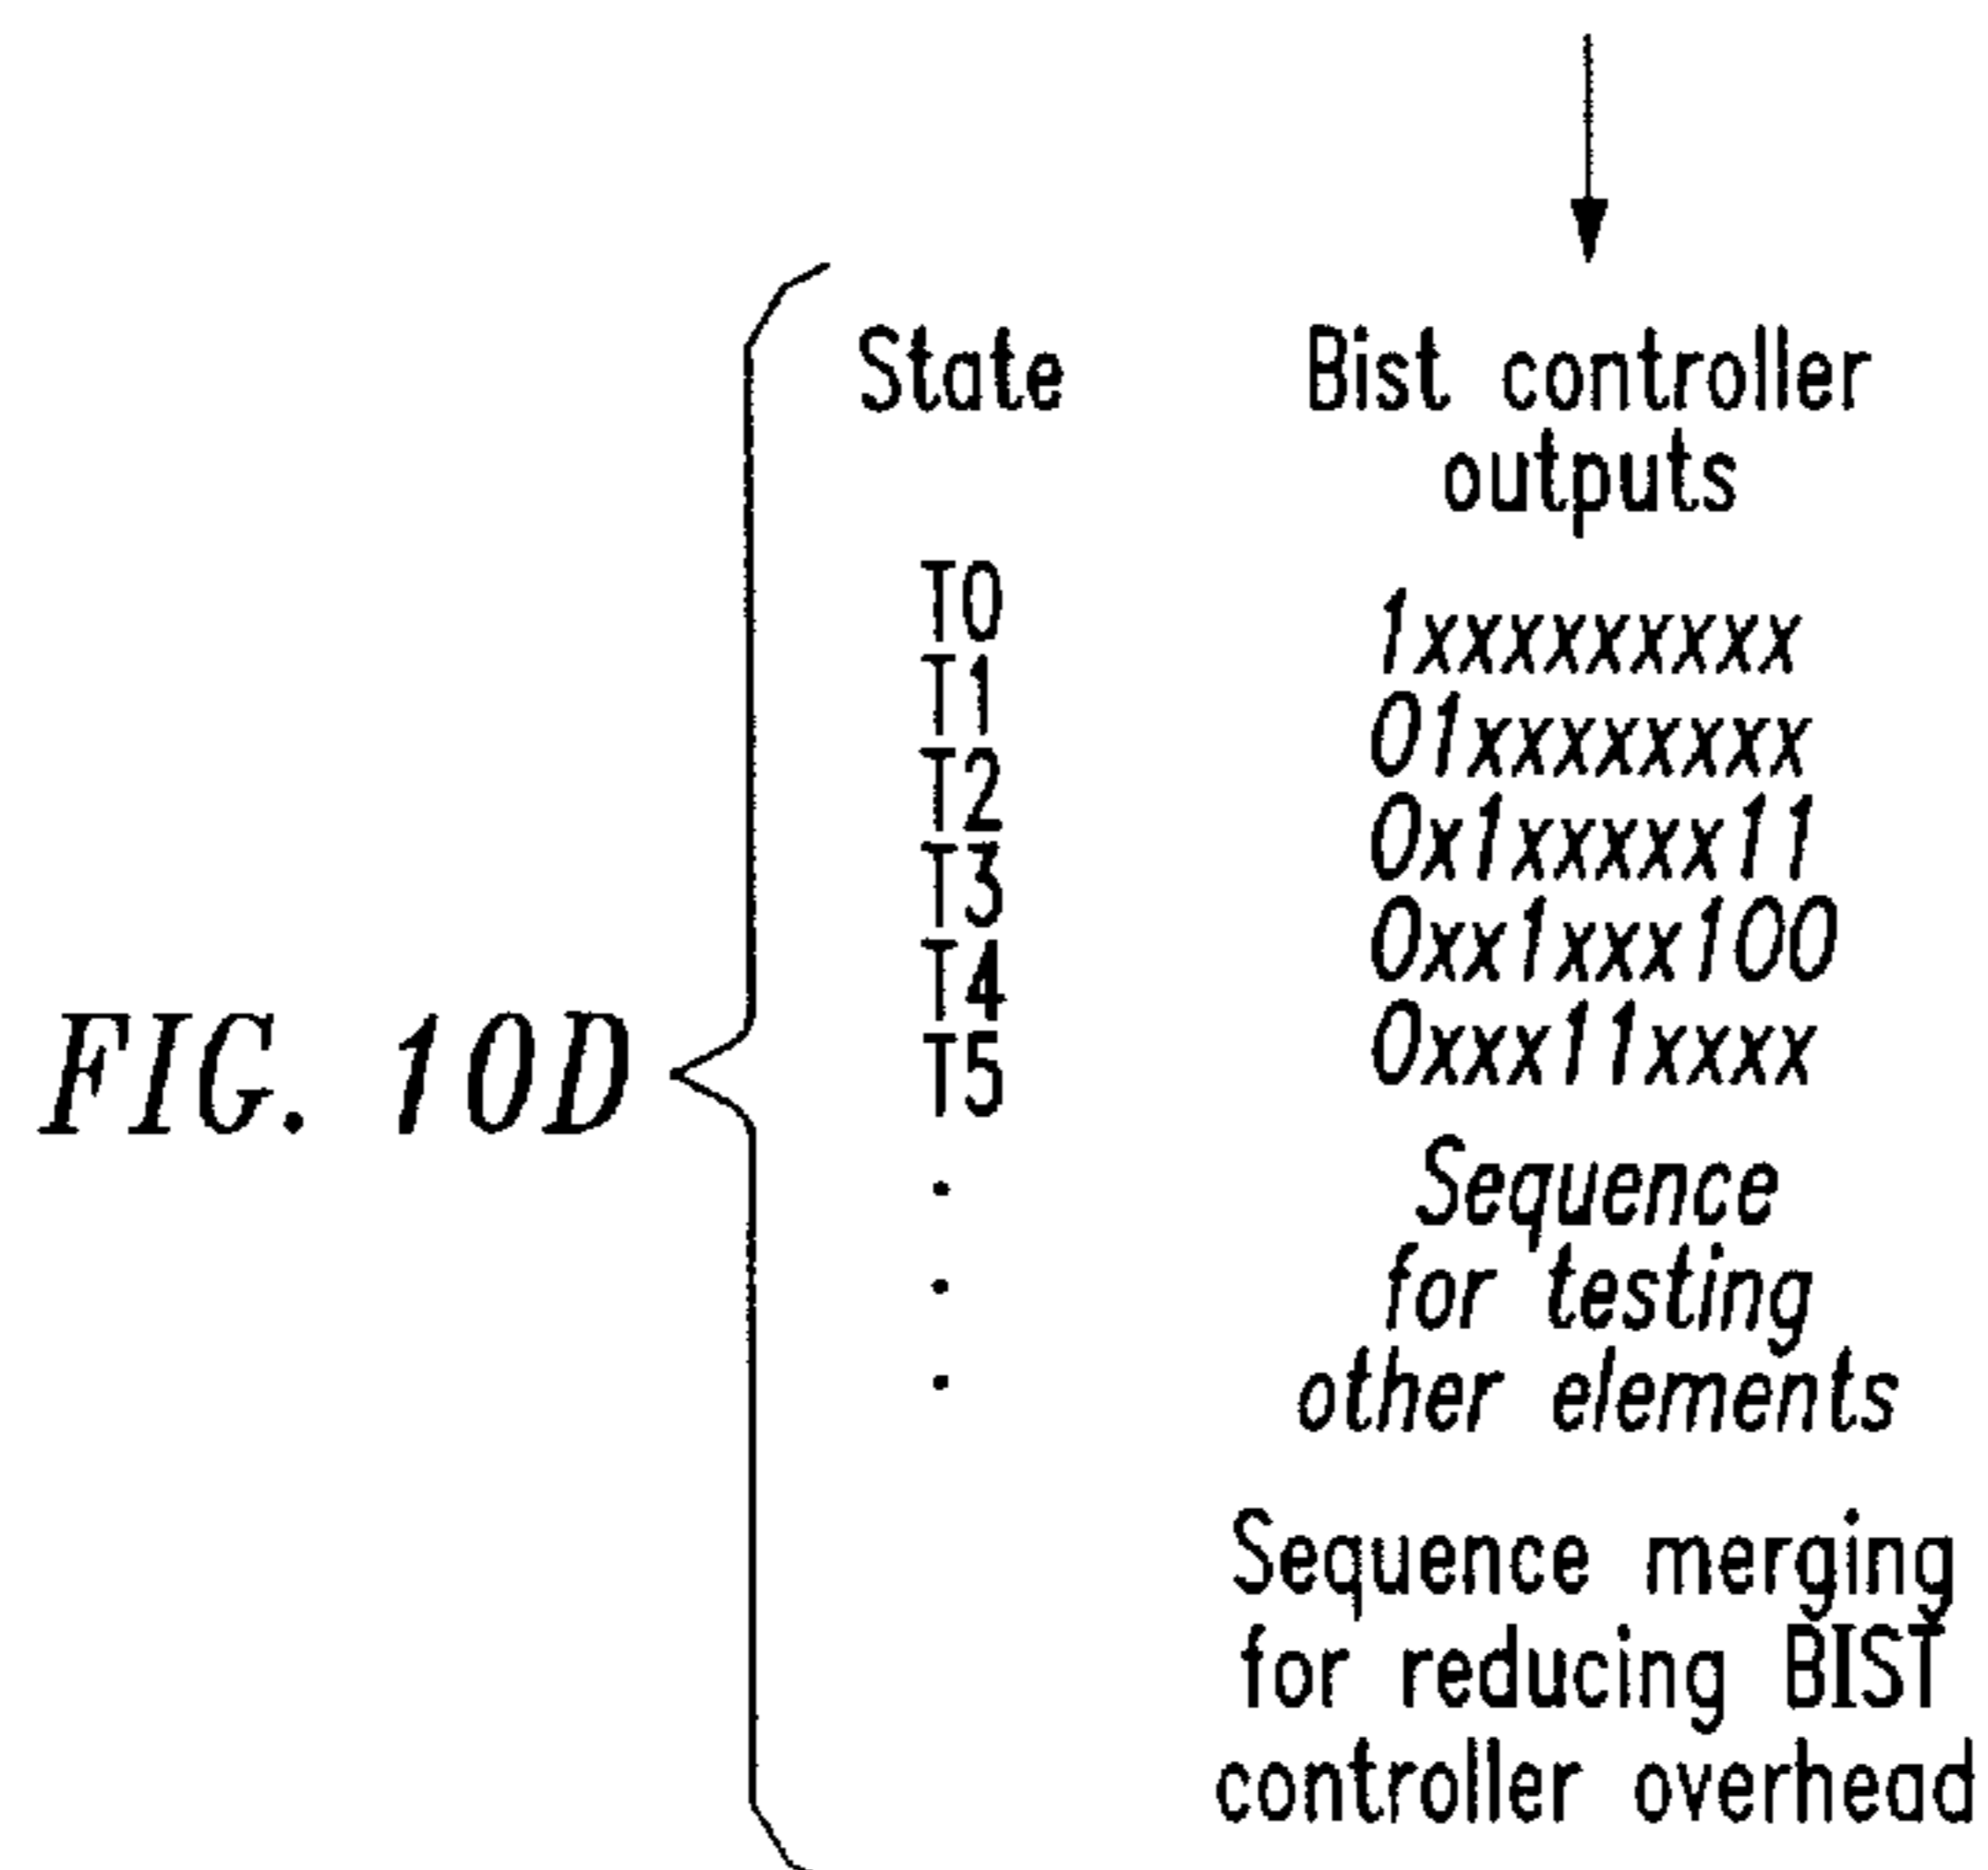 FIG. 10D
State
T0
T1
T2
T3
T4
T5
.
.
.
Bist controller
outputs
1xxxxxxxxx
01xxxxxxxx
0x1xxxxx11
0xx1xxx100
0xxx11xxxx
Sequence
for testing
other elements
Sequence merging
for reducing BIST
controller overhead